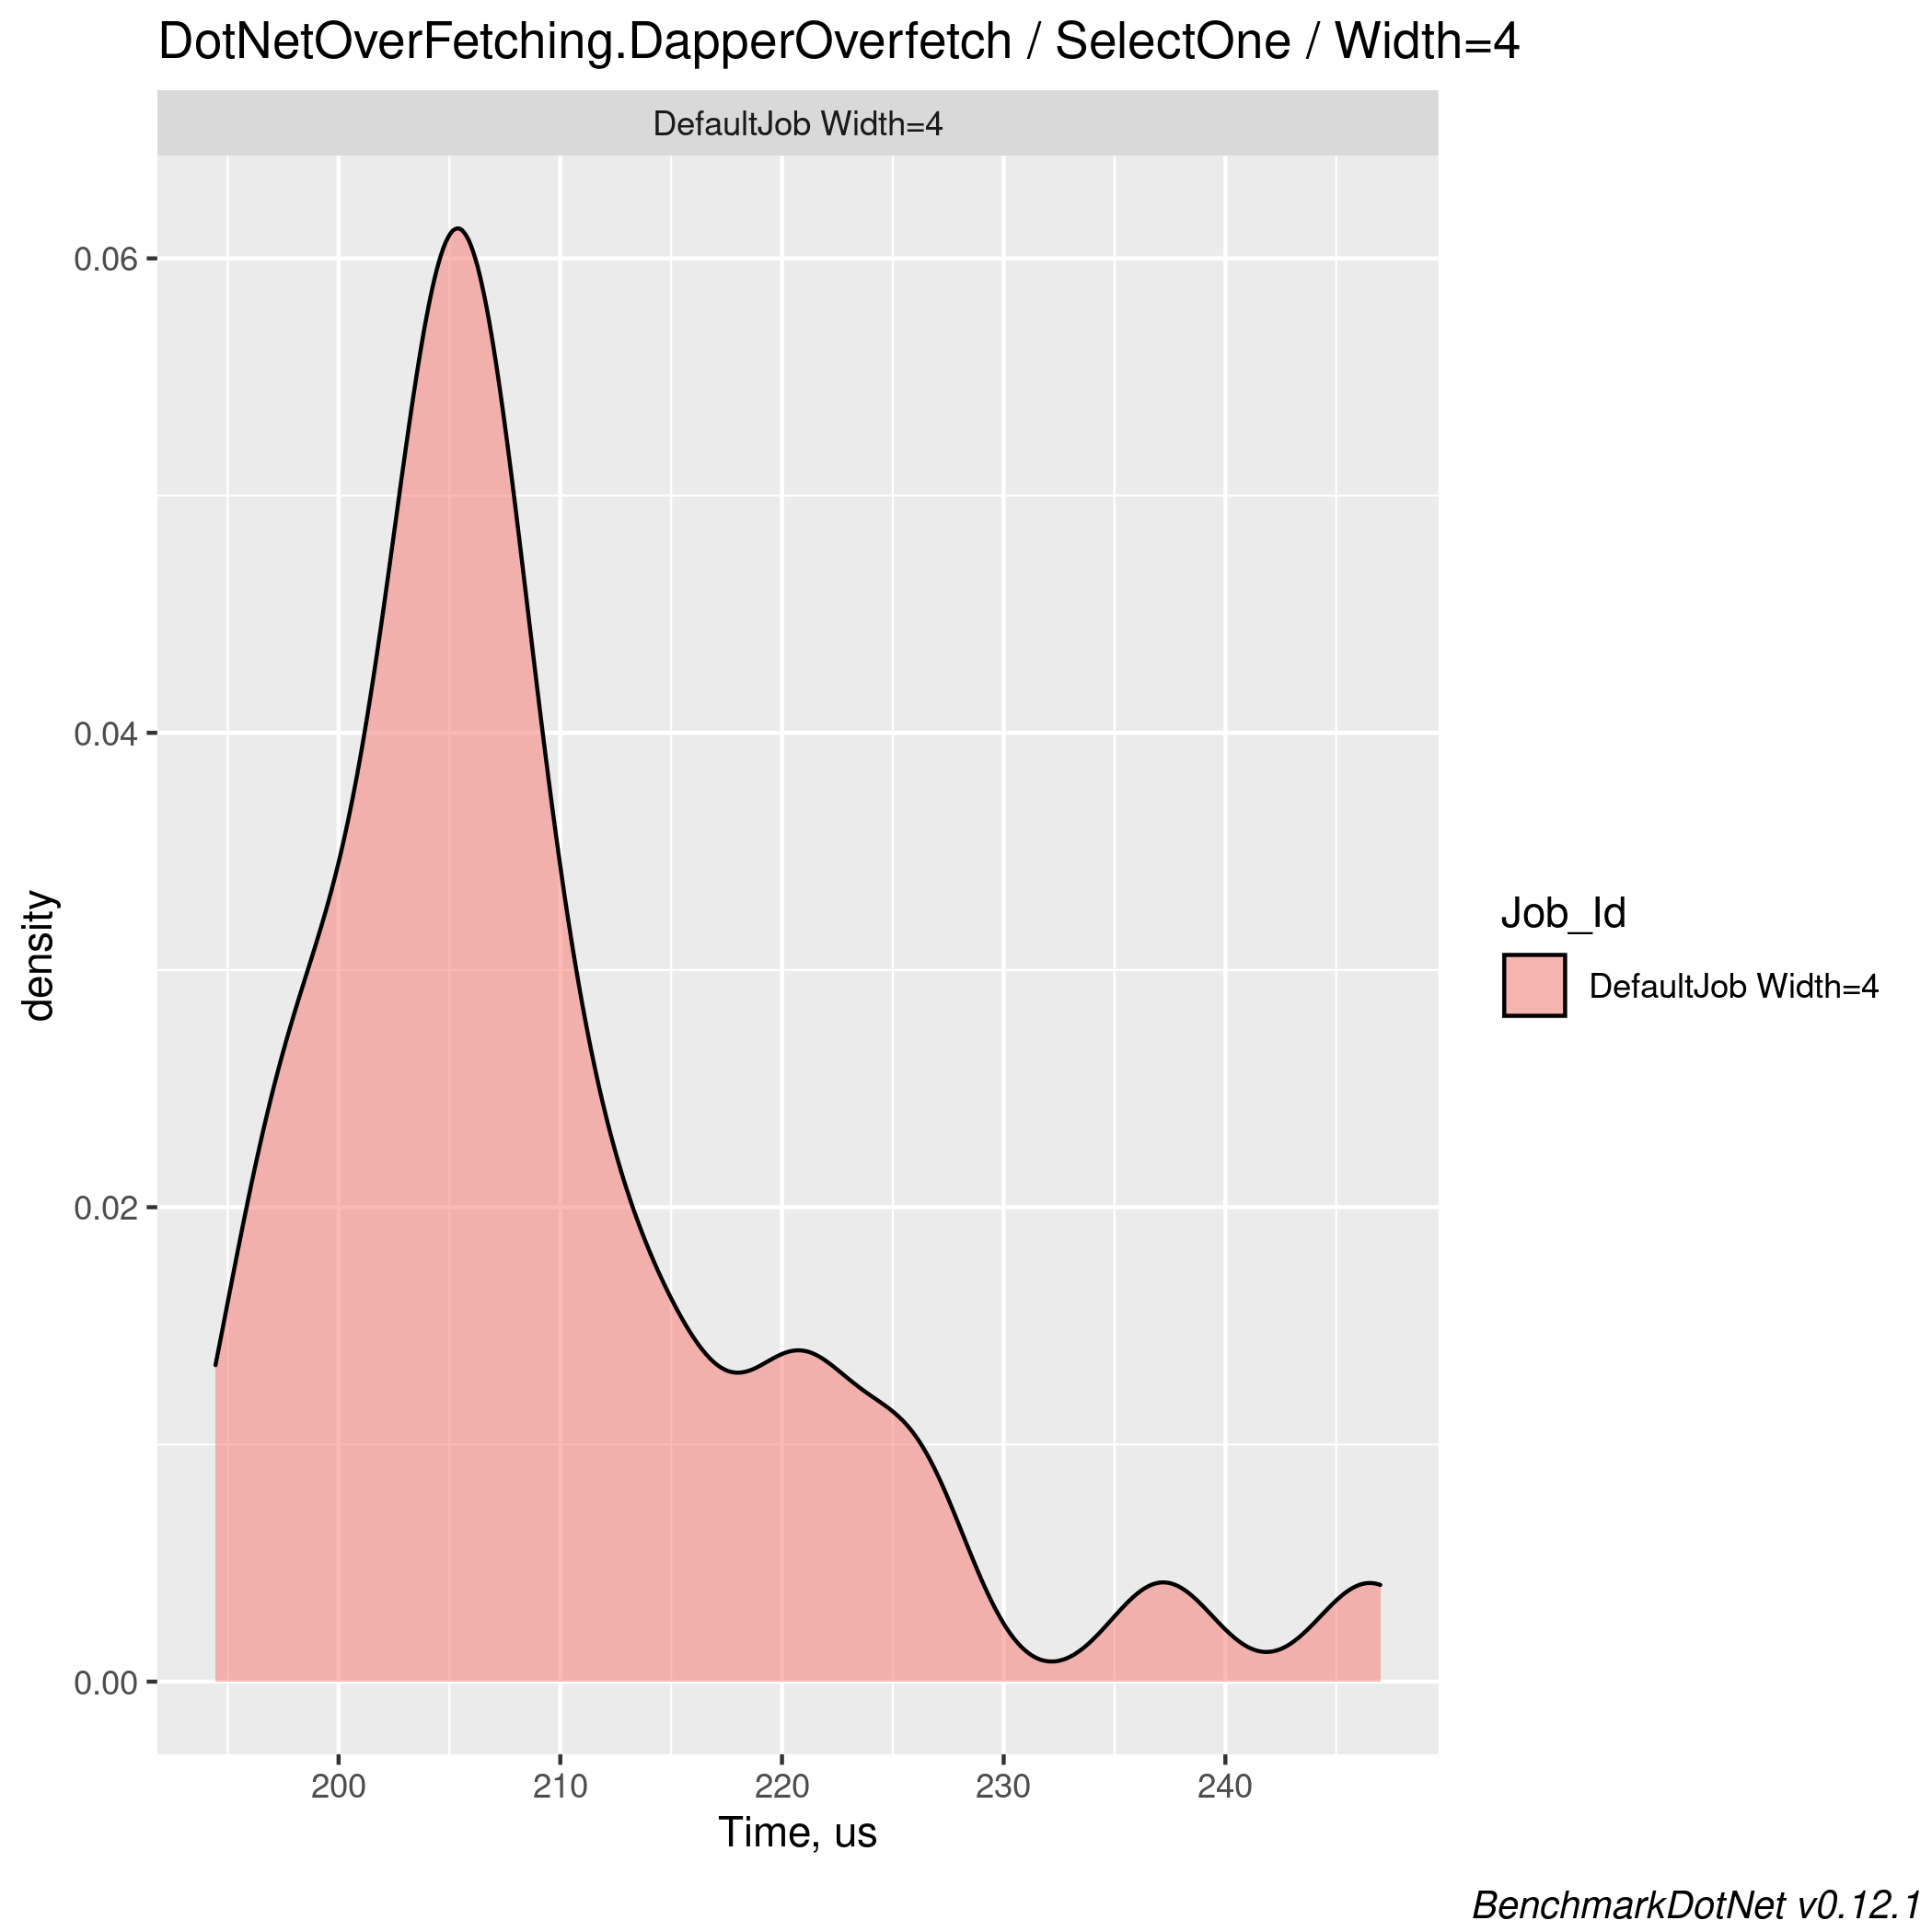 DotNetOverFetching.DapperOverfetch / SelectOne / Width=4
DefaultJob Width=4
0.06
0.04
0.02
0.00
density
200 210 220 230 240
Time, us
Job_Id
DefaultJob Width=4
BenchmarkDotNet v0.12.1